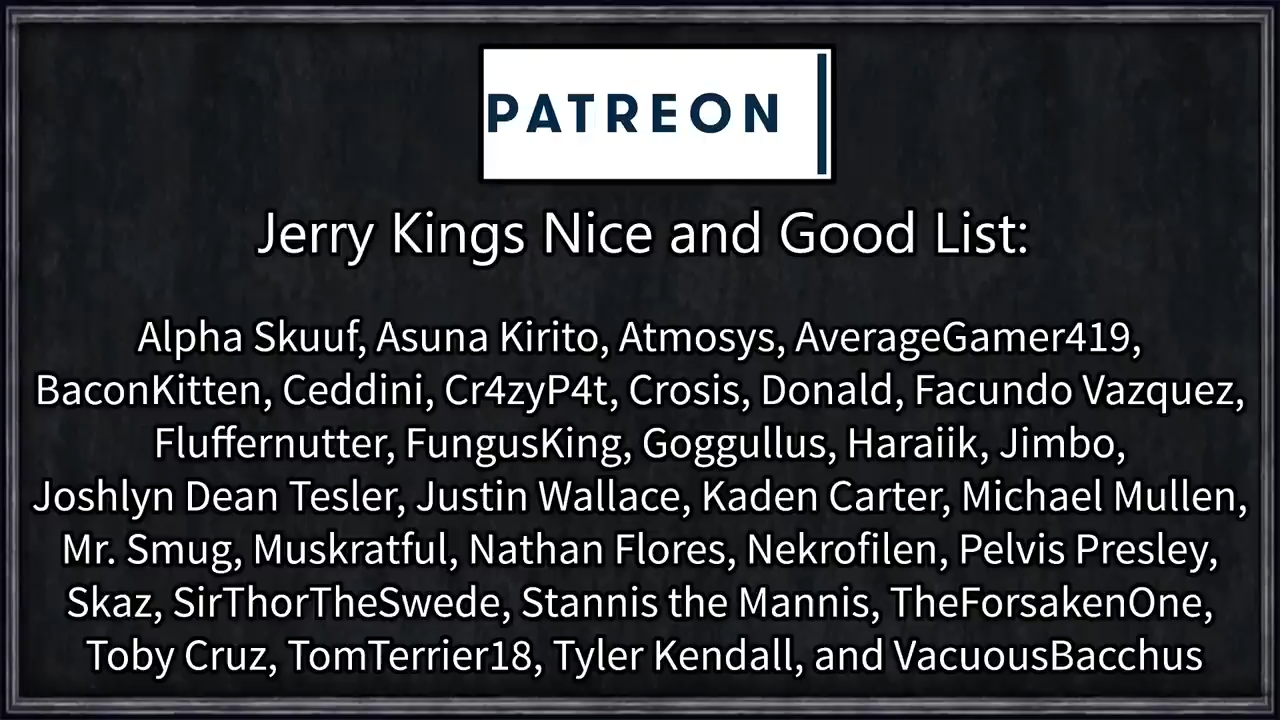 PATREON
Jerry Kings Nice and Good List:
Alpha Skuuf, Asuna Kirito, Atmosys, AverageGamer419,
BaconKitten, Ceddini, Cr4zyP4t, Crosis, Donald, Facundo Vazquez,
Fluffernutter, FungusKing, Goggullus, Haraiik, Jimbo,
Joshlyn Dean Tesler, Justin Wallace, Kaden Carter, Michael Mullen,
Mr. Smug, Muskratful, Nathan Flores, Nekrofilen, Pelvis Presley,
Skaz, SirThorTheSwede, Stannis the Mannis, TheForsakenOne,
Toby Cruz, TomTerrier18, Tyler Kendall, and VacuousBacchus